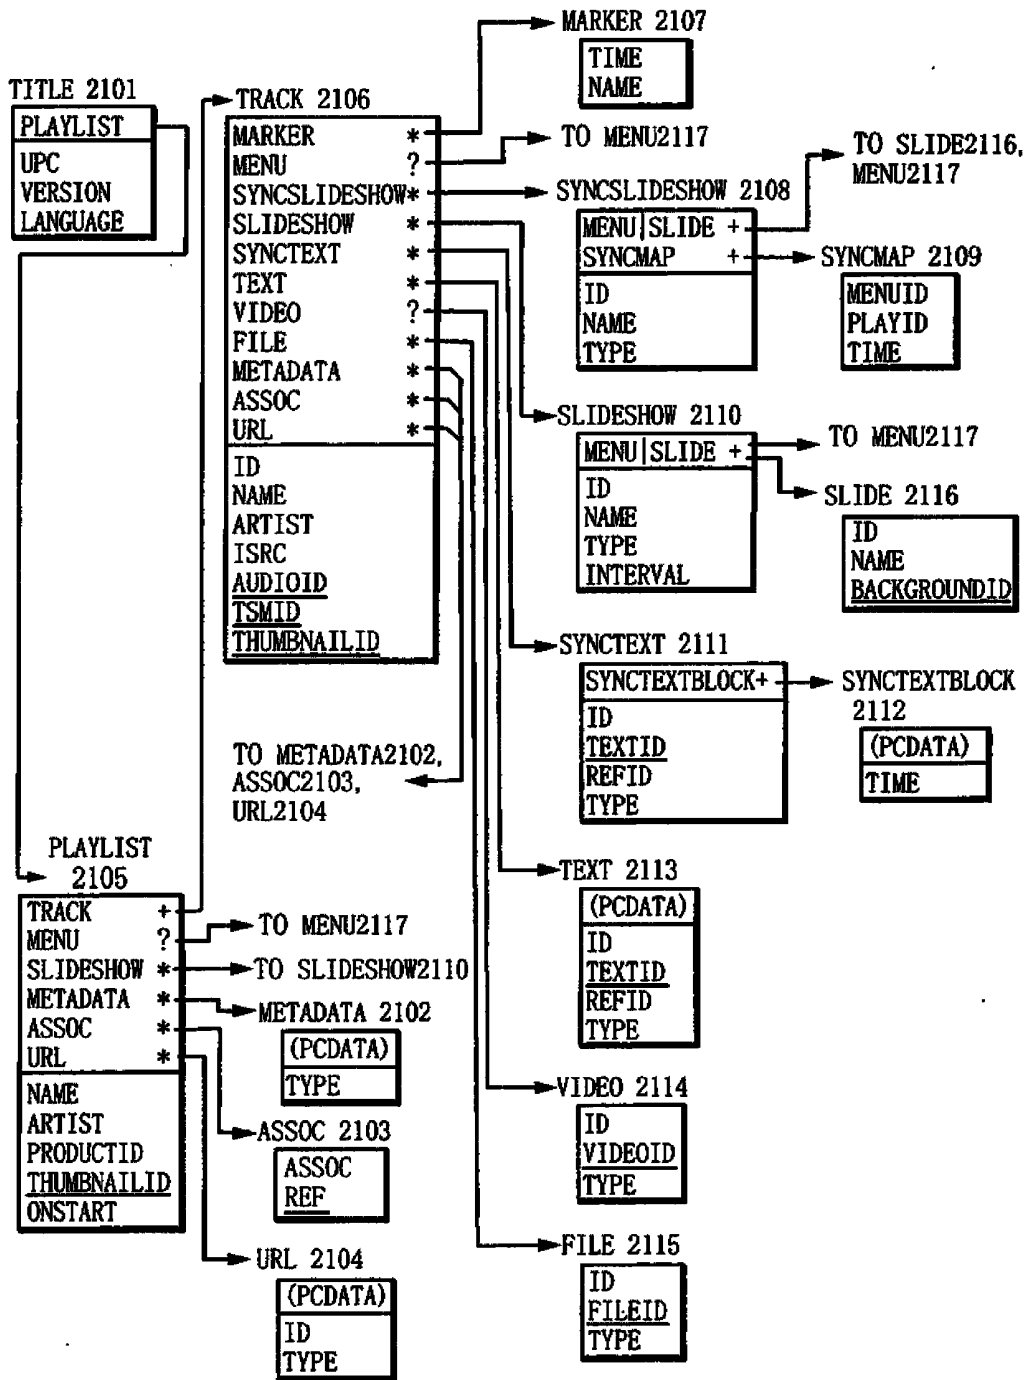 TITLE 2101
PLAYLIST
UPC
VERSION
LANGUAGE
TRACK 2106
MARKER *
MENU ?
SYNCSLIDESHOW*
SLIDESHOW *
SYNCTEXT *
TEXT *
VIDEO ?
FILE *
METADATA *
ASSOC *
URL *
ID
NAME
ARTIST
ISRC
AUDIOID
TSMID
THUMBNAILID
TO METADATA2102,
ASSOC2103,
URL2104
PLAYLIST
2105
TRACK +
MENU ?
SLIDESHOW *
METADATA *
ASSOC *
URL *
NAME
ARTIST
PRODUCTID
THUMBNAILID
ONSTART
TO MENU2117
TO SLIDESHOW2110
METADATA 2102
(PCDATA)
TYPE
ASSOC 2103
ASSOC
REF
URL 2104
(PCDATA)
ID
TYPE
MARKER 2107
TIME
NAME
TO MENU2117
SYNCSLIDESHOW 2108
MENU|SLIDE +
SYNCMAP +
ID
NAME
TYPE
TO SLIDE2116,
MENU2117
SYNCMAP 2109
MENUID
PLAYID
TIME
SLIDESHOW 2110
MENU|SLIDE +
ID
NAME
TYPE
INTERVAL
TO MENU2117
SLIDE 2116
ID
NAME
BACKGROUNDID
SYNCTEXT 2111
SYNCTEXTBLOCK+
ID
TEXTID
REFID
TYPE
SYNCTEXTBLOCK
2112
(PCDATA)
TIME
TEXT 2113
(PCDATA)
ID
TEXTID
REFID
TYPE
VIDEO 2114
ID
VIDEOID
TYPE
FILE 2115
ID
FILEID
TYPE